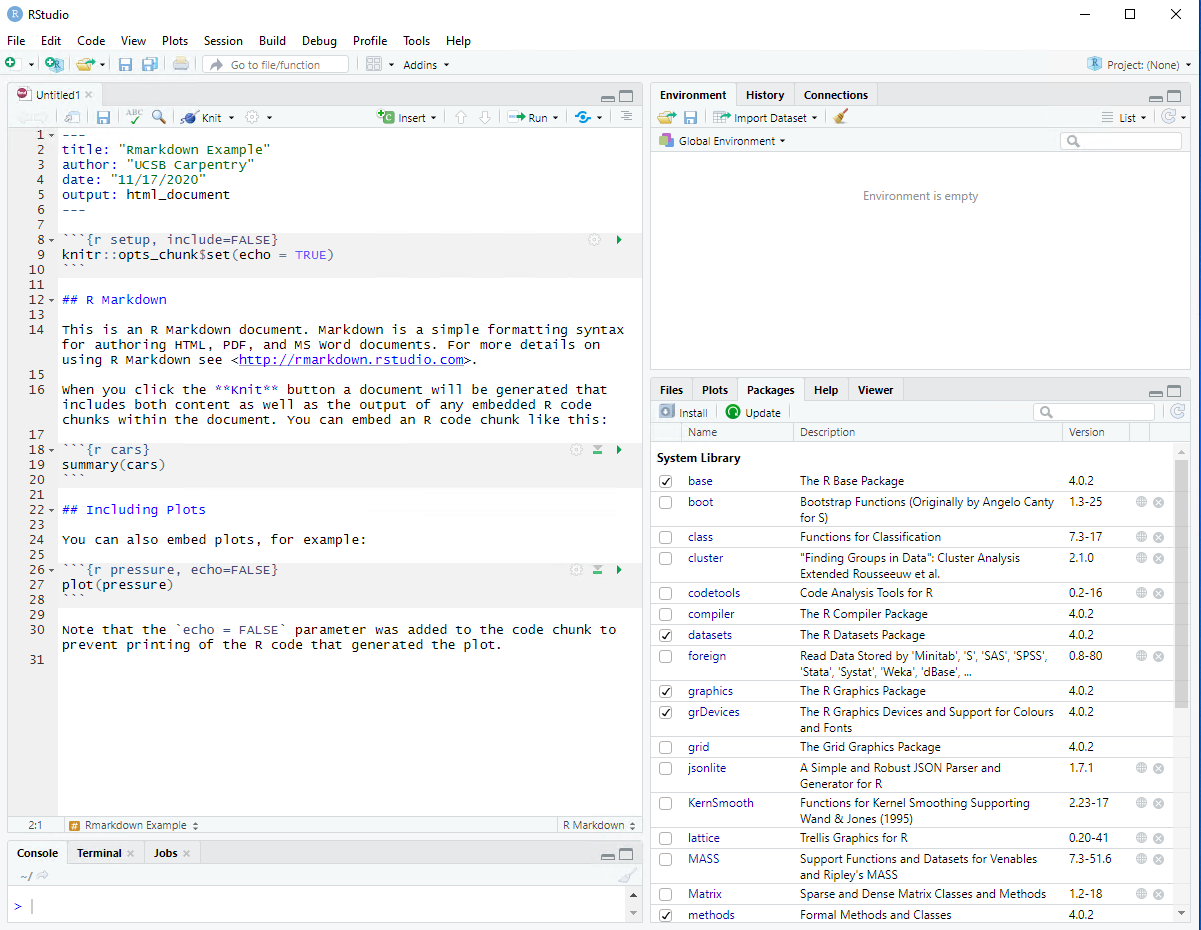 RStudio
File Edit Code View Plots Session Build Debug Profile Tools Help
Go to file/function Addins Project: (None)
Untitled1
ABC Knit Insert Run
1 ---
2 title: "Rmarkdown Example"
3 author: "UCSB Carpentry"
4 date: "11/17/2020"
5 output: html_document
6 ---
7
8 ```{r setup, include=FALSE}
9 knitr::opts_chunk$set(echo = TRUE)
10 ```
11
12 ## R Markdown
13
14 This is an R Markdown document. Markdown is a simple formatting syntax
for authoring HTML, PDF, and MS Word documents. For more details on
using R Markdown see <http://rmarkdown.rstudio.com>.
15
16 When you click the **Knit** button a document will be generated that
includes both content as well as the output of any embedded R code
chunks within the document. You can embed an R code chunk like this:
17
18 ```{r cars}
19 summary(cars)
20 ```
21
22 ## Including Plots
23
24 You can also embed plots, for example:
25
26 ```{r pressure, echo=FALSE}
27 plot(pressure)
28 ```
29
30 Note that the `echo = FALSE` parameter was added to the code chunk to
prevent printing of the R code that generated the plot.
31
2:1 Rmarkdown Example R Markdown
Console Terminal Jobs
~/
>
Environment History Connections
Import Dataset List
Global Environment
Environment is empty
Files Plots Packages Help Viewer
Install Update
Name Description Version
System Library
base The R Base Package 4.0.2
boot Bootstrap Functions (Originally by Angelo Canty 1.3-25
for S)
class Functions for Classification 7.3-17
cluster "Finding Groups in Data": Cluster Analysis 2.1.0
Extended Rousseeuw et al.
codetools Code Analysis Tools for R 0.2-16
compiler The R Compiler Package 4.0.2
datasets The R Datasets Package 4.0.2
foreign Read Data Stored by 'Minitab', 'S', 'SAS', 'SPSS', 0.8-80
'Stata', 'Systat', 'Weka', 'dBase', ...
graphics The R Graphics Package 4.0.2
grDevices The R Graphics Devices and Support for Colours 4.0.2
and Fonts
grid The Grid Graphics Package 4.0.2
jsonlite A Simple and Robust JSON Parser and 1.7.1
Generator for R
KernSmooth Functions for Kernel Smoothing Supporting 2.23-17
Wand & Jones (1995)
lattice Trellis Graphics for R 0.20-41
MASS Support Functions and Datasets for Venables 7.3-51.6
and Ripley's MASS
Matrix Sparse and Dense Matrix Classes and Methods 1.2-18
methods Formal Methods and Classes 4.0.2